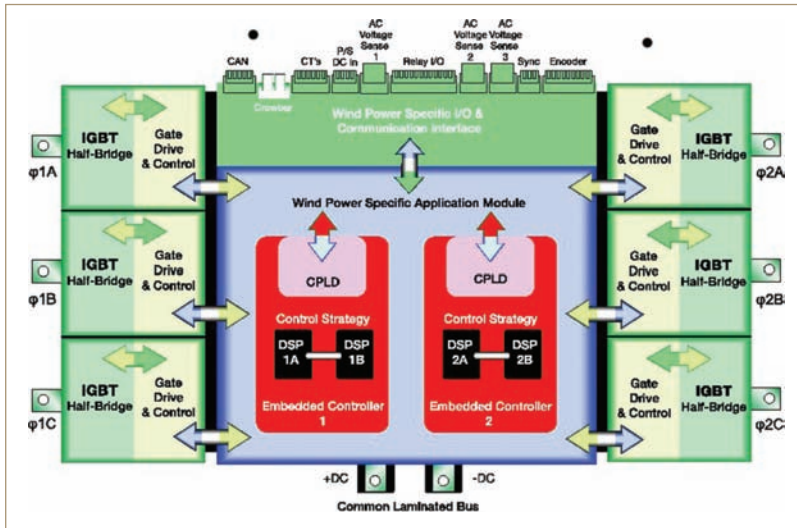 AC
Voltage
Sense
1
AC
Voltage
Sense
2
AC
Voltage
Sense
3
CAN
Crowbar
CT's
P/S
DC In
Relay I/O
Sync
Encoder
Wind Power Specific I/O &
Communication Interface
Wind Power Specific Application Module
IGBT
Half-Bridge
Gate
Drive
& Control
φ1A
IGBT
Half-Bridge
Gate
Drive
& Control
φ1B
IGBT
Half-Bridge
Gate
Drive
& Control
φ1C
CPLD
Control Strategy
DSP
1A
DSP
1B
Embedded Controller
1
CPLD
Control Strategy
DSP
2A
DSP
2B
Embedded Controller
2
Gate
Drive
& Control
IGBT
Half-Bridge
φ2A
Gate
Drive
& Control
IGBT
Half-Bridge
φ2B
Gate
Drive
& Control
IGBT
Half-Bridge
φ2C
+DC
-DC
Common Laminated Bus